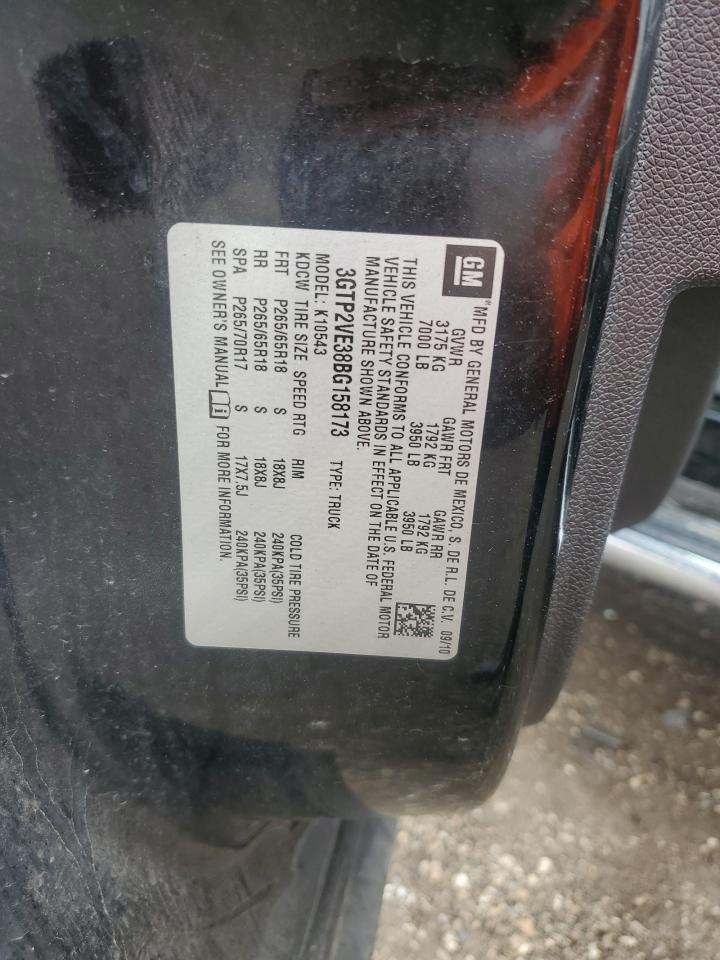 GM ® MFD BY GENERAL MOTORS DE MEXICO, S. DE R.L. DE C.V. 09/10
GVWR GAWR FRT GAWR RR
3175 KG 1792 KG 1792 KG
7000 LB 3950 LB 3950 LB
THIS VEHICLE CONFORMS TO ALL APPLICABLE U.S. FEDERAL MOTOR
VEHICLE SAFETY STANDARDS IN EFFECT ON THE DATE OF
MANUFACTURE SHOWN ABOVE.
3GTP2VE38BG158173 TYPE: TRUCK
MODEL: K10543
KDCW TIRE SIZE SPEED RTG RIM COLD TIRE PRESSURE
FRT P265/65R18 S 18X8J 240KPA(35PSI)
RR P265/65R18 S 18X8J 240KPA(35PSI)
SPA P265/70R17 S 17X7.5J 240KPA(35PSI)
SEE OWNER'S MANUAL i FOR MORE INFORMATION.